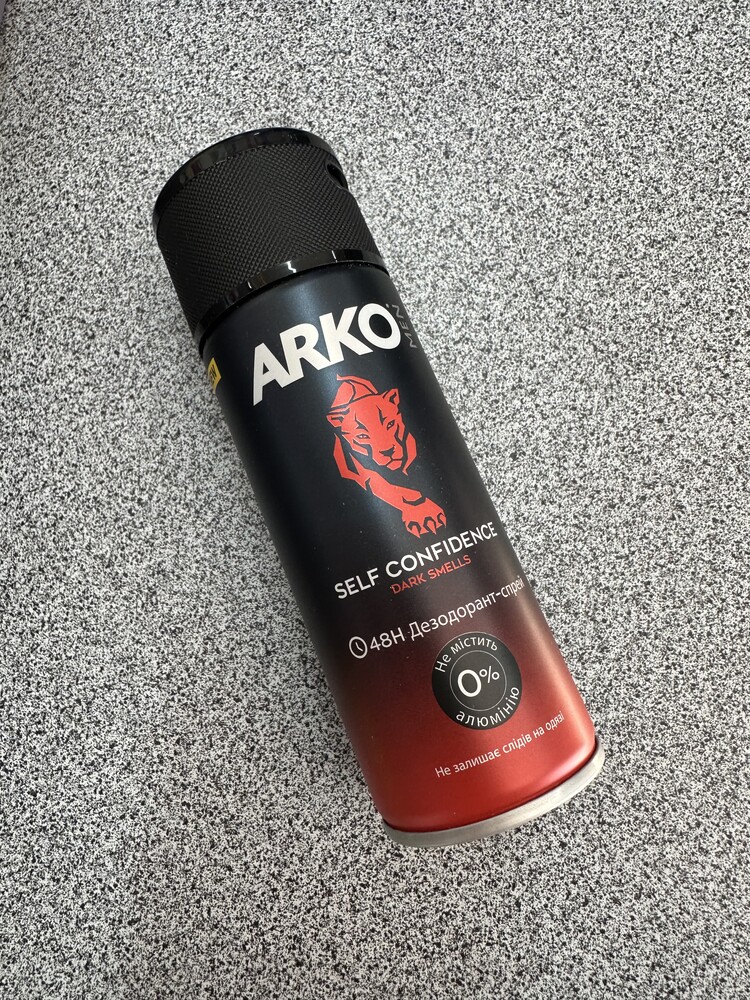 ARKO
MEN
SELF CONFIDENCE
DARK SMELLS
48H Дезодорант-спрей
Не містить
0%
алюмінію
Не залишає слідів на одязі